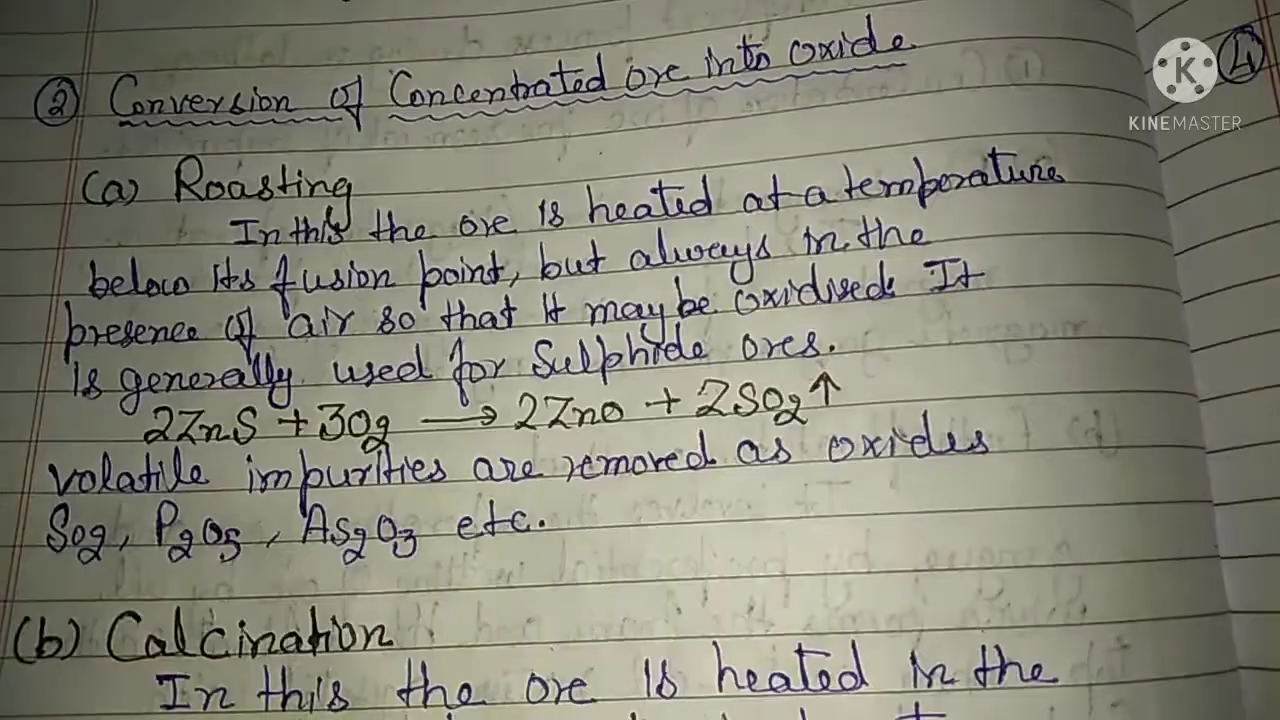 ② Conversion of Concentrated ore into oxide
④
KINEMASTER
(a) Roasting
In this the ore is heated at a temperature
below its fusion point, but always in the
presence of air so that it may be oxidised. It
is generally used for Sulphide ores.
2ZnS + 3O2 → 2ZnO + 2SO2↑
volatile impurities are removed as oxides
SO2, P2O5, As2O3 etc.
(b) Calcination
In this the ore is heated in the